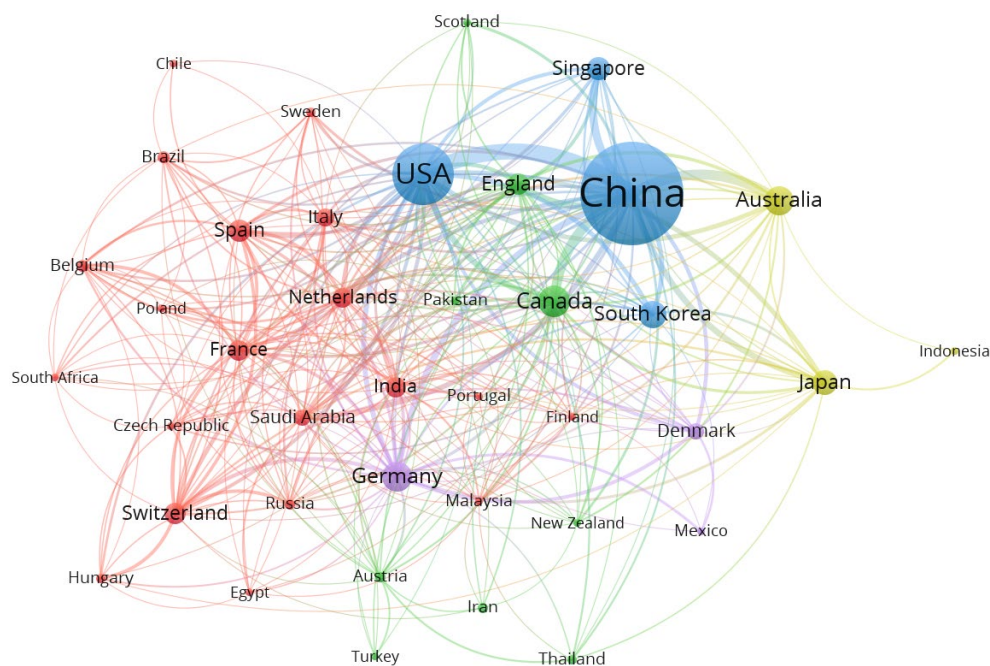 Scotland
Chile
Singapore
Sweden
Brazil
USA
England
China
Australia
Italy
Spain
Belgium
Netherlands
Pakistan
Canada
Poland
South Korea
France
Indonesia
South Africa
India
Japan
Portugal
Saudi Arabia
Finland
Czech Republic
Denmark
Germany
Malaysia
Russia
Switzerland
New Zealand
Mexico
Hungary
Austria
Egypt
Iran
Turkey
Thailand